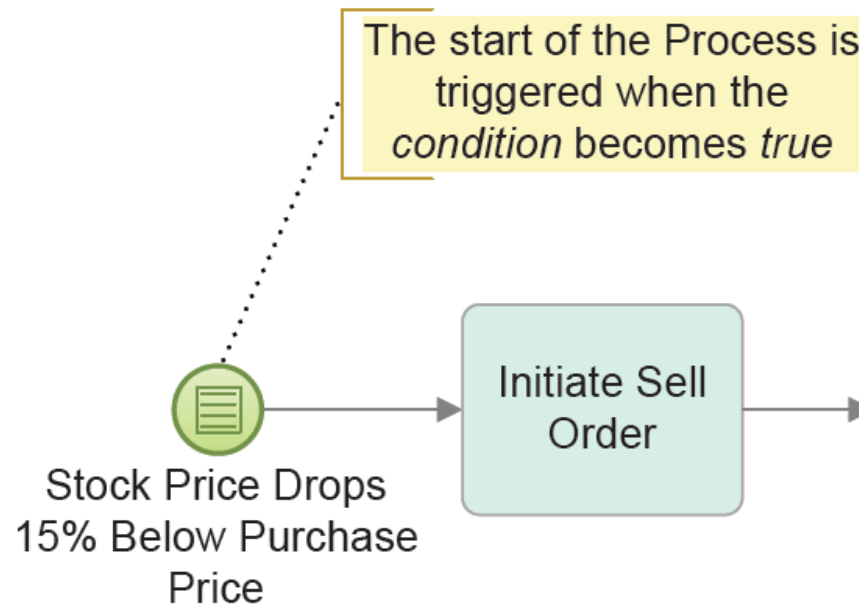 The start of the Process is
triggered when the
condition becomes true
Initiate Sell
Order
Stock Price Drops
15% Below Purchase
Price